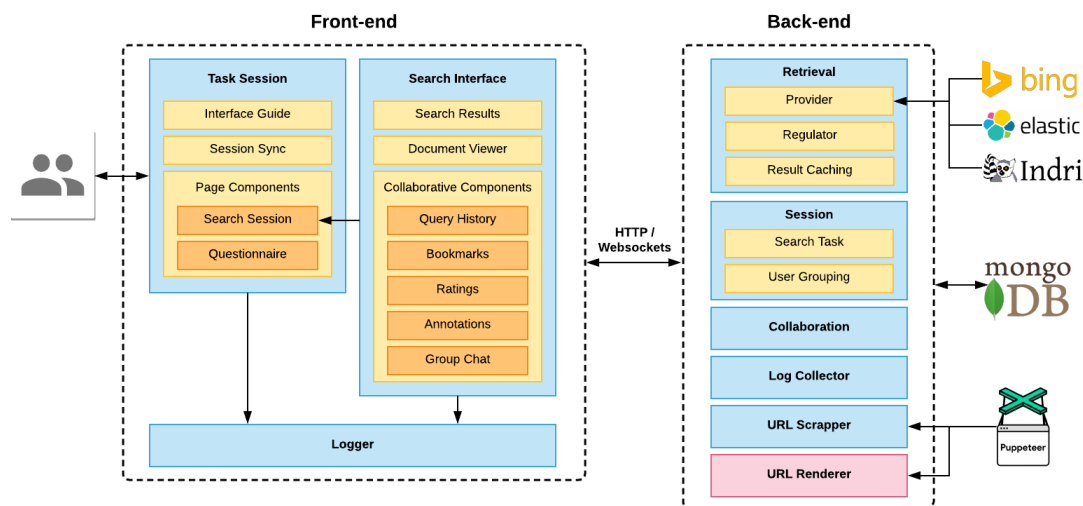 Front-end
Back-end
Task Session
Interface Guide
Session Sync
Page Components
Search Session
Questionnaire
Search Interface
Search Results
Document Viewer
Collaborative Components
Query History
Bookmarks
Ratings
Annotations
Group Chat
Logger
HTTP /
Websockets
Retrieval
Provider
Regulator
Result Caching
Session
Search Task
User Grouping
Collaboration
Log Collector
URL Scrapper
URL Renderer
bing
elastic
Indri
mongo
DB
Puppeteer